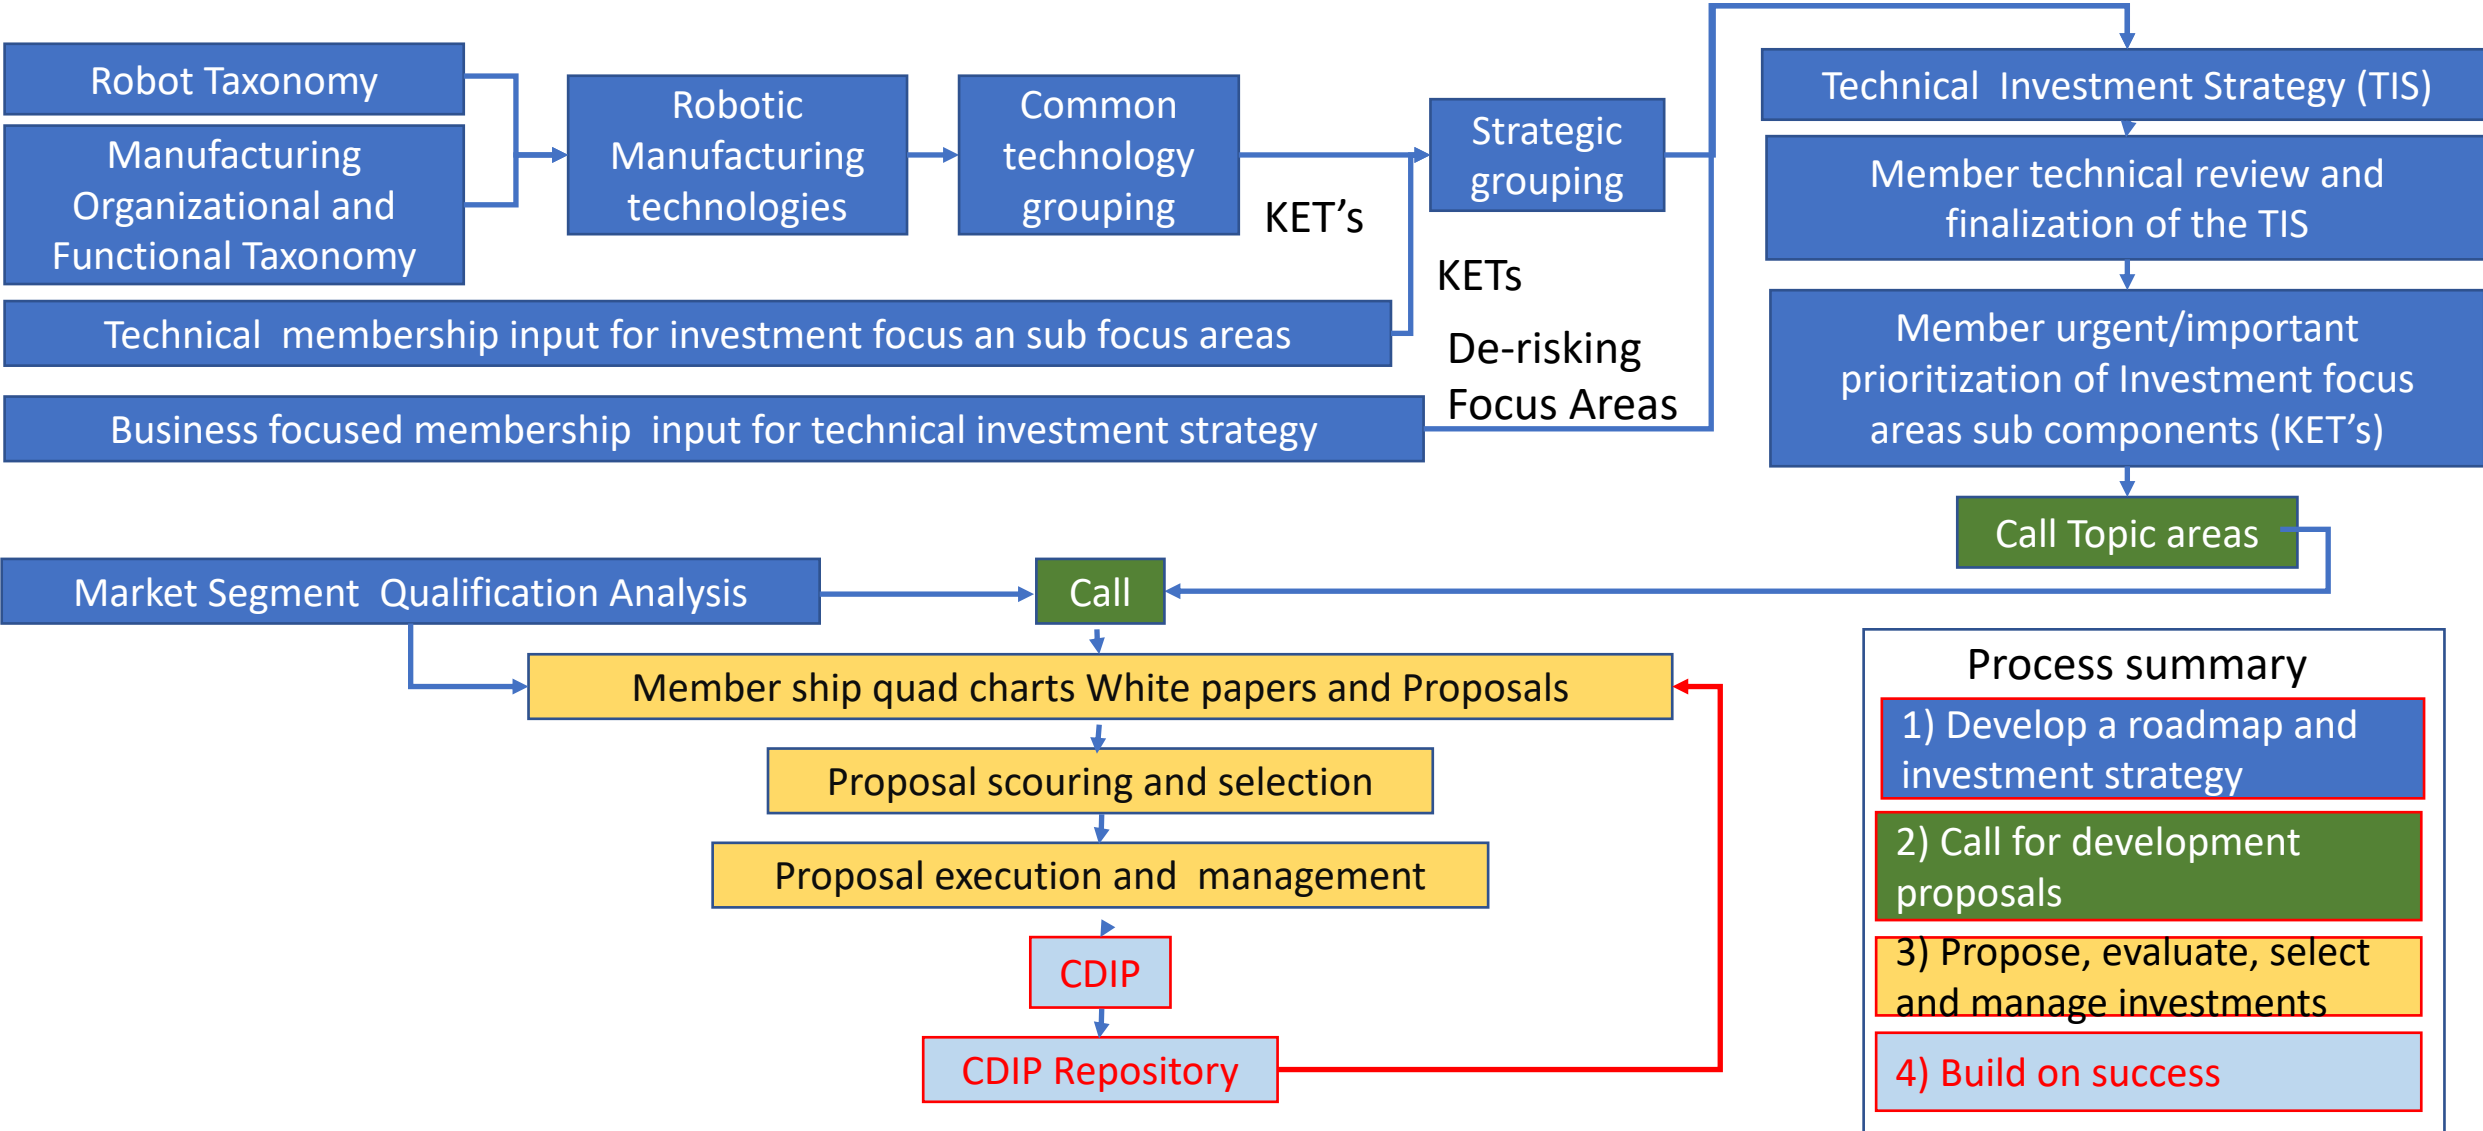 Robot Taxonomy
Manufacturing
Organizational and
Functional Taxonomy
Robotic
Manufacturing
technologies
Common
technology
grouping
KET's
Strategic
grouping
KETs
De-risking
Focus Areas
Technical membership input for investment focus an sub focus areas
Business focused membership input for technical investment strategy
Technical Investment Strategy (TIS)
Member technical review and
finalization of the TIS
Member urgent/important
prioritization of Investment focus
areas sub components (KET's)
Call Topic areas
Market Segment Qualification Analysis
Call
Member ship quad charts White papers and Proposals
Proposal scouring and selection
Proposal execution and management
CDIP
CDIP Repository
Process summary
1) Develop a roadmap and
investment strategy
2) Call for development
proposals
3) Propose, evaluate, select
and manage investments
4) Build on success